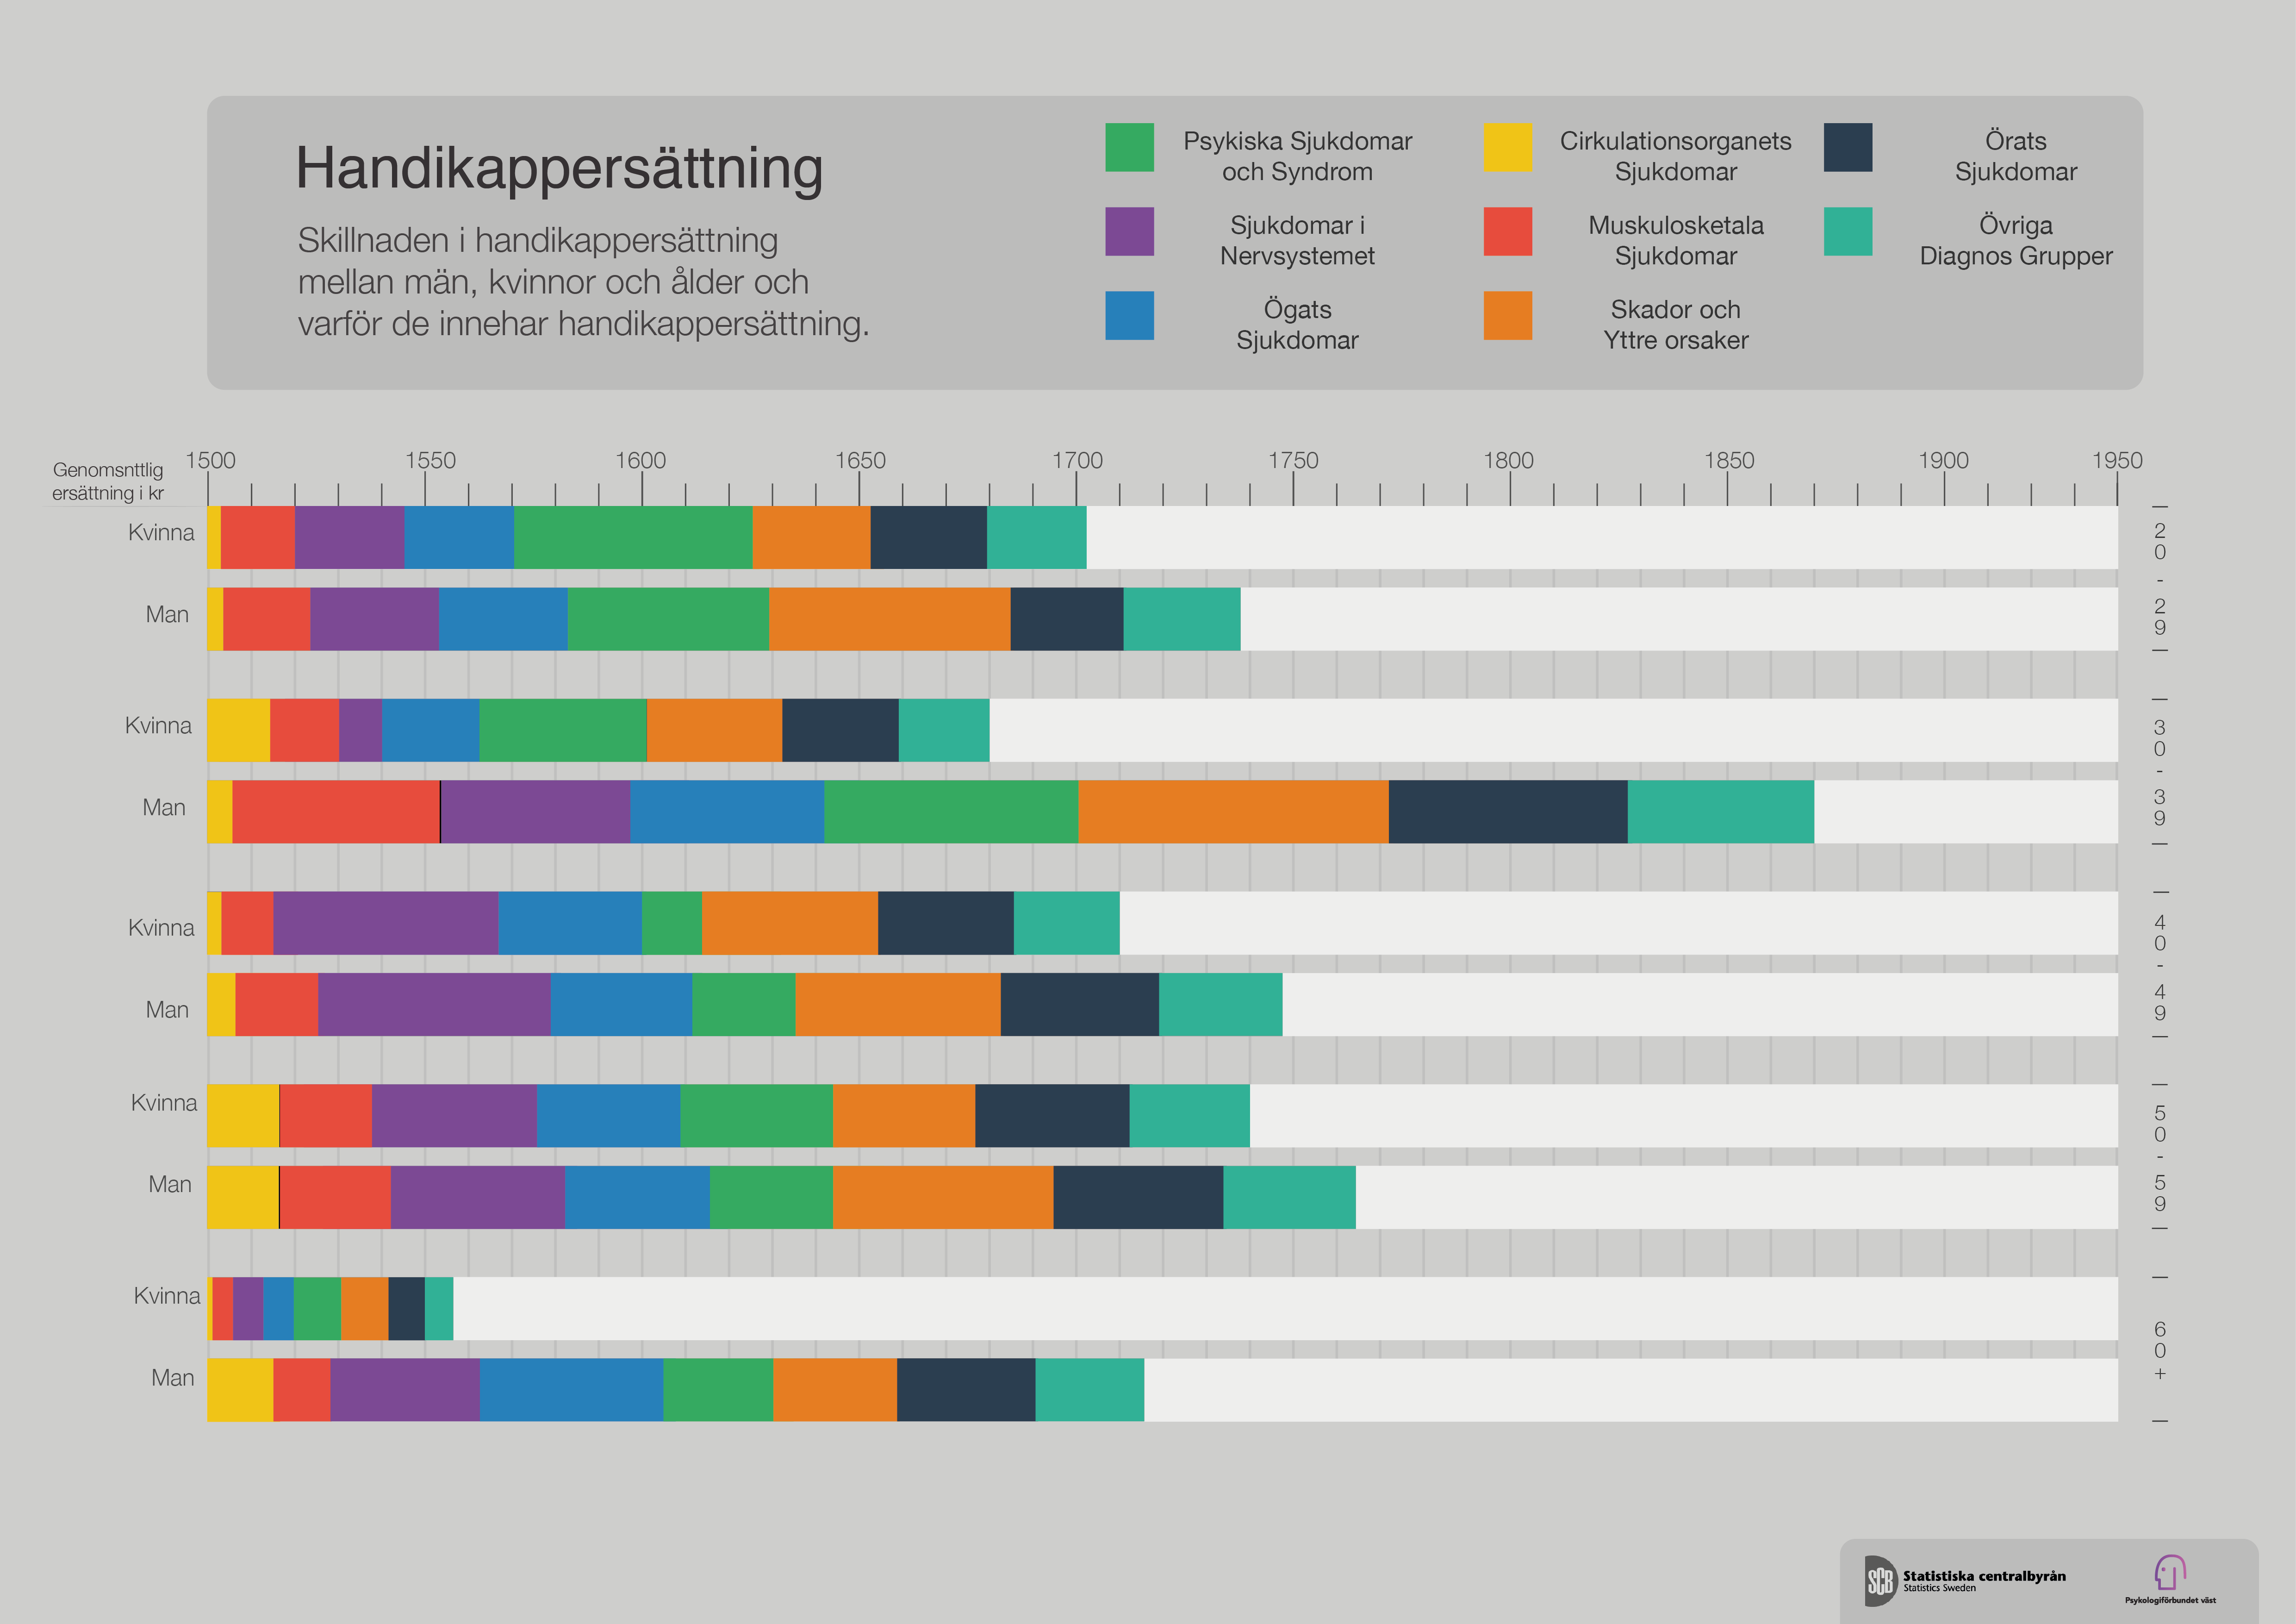 Handikappersättning
Skillnaden i handikappersättning
mellan män, kvinnor och ålder och
varför de innehar handikappersättning.
Psykiska Sjukdomar
och Syndrom
Sjukdomar i
Nervsystemet
Ögats
Sjukdomar
Cirkulationsorganets
Sjukdomar
Muskulosketala
Sjukdomar
Skador och
Yttre orsaker
Örats
Sjukdomar
Övriga
Diagnos Grupper
Genomsnttlig
ersättning i kr
1500 1550 1600 1650 1700 1750 1800 1850 1900 1950
Kvinna
Man
20-29
Kvinna
Man
30-39
Kvinna
Man
40-49
Kvinna
Man
50-59
Kvinna
Man
60+
SCB
Statistiska centralbyrån
Statistics Sweden
Psykologiförbundet väst